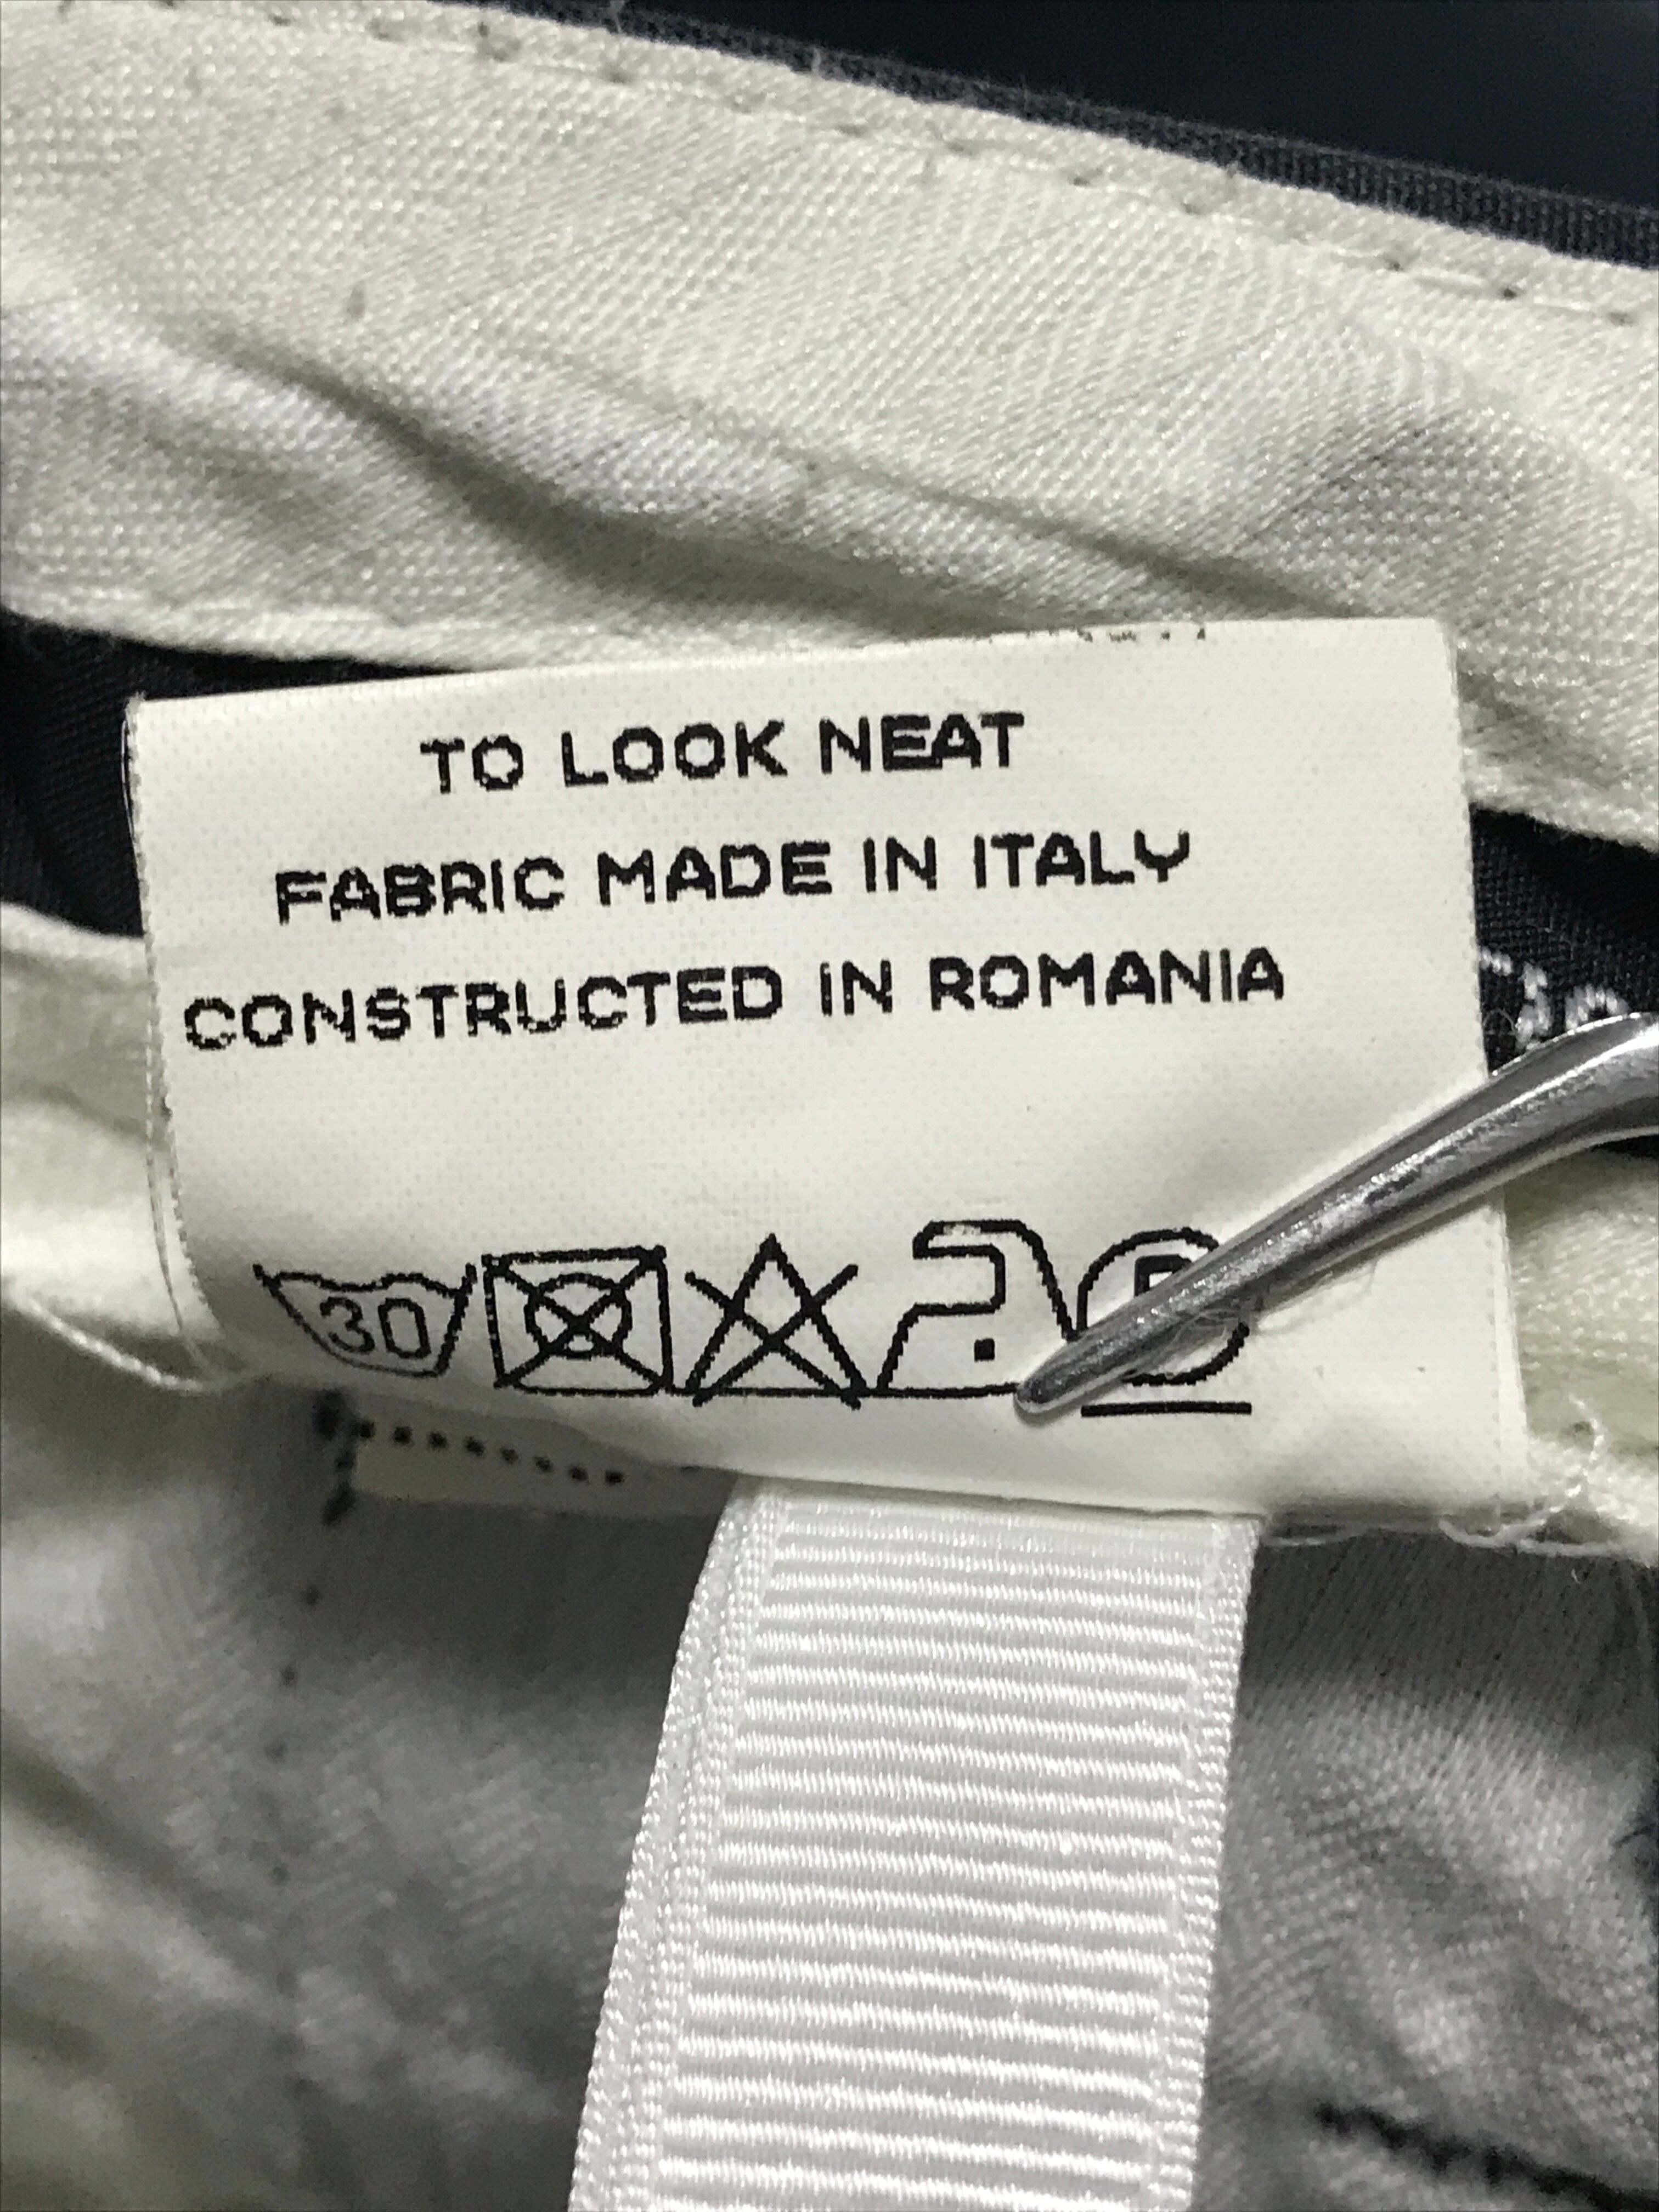 TO LOOK NEAT
FABRIC MADE IN ITALY
CONSTRUCTED IN ROMANIA
30